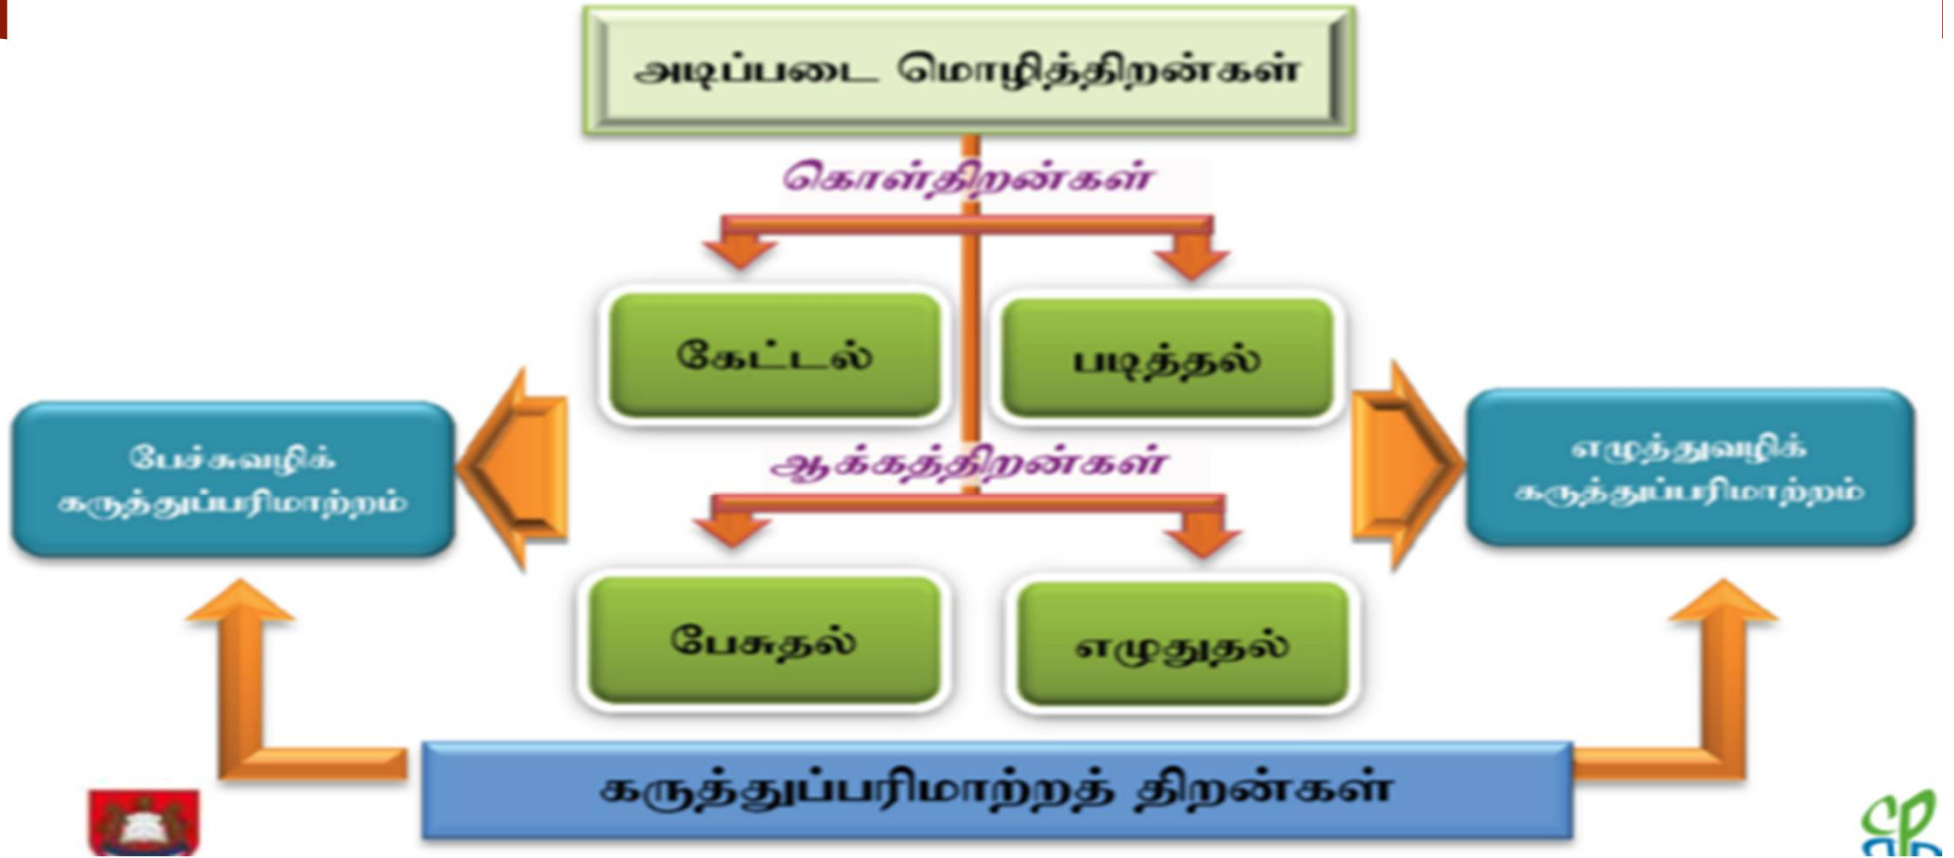 அடிப்படை மொழித்திறன்கள்
கொள்திறன்கள்
கேட்டல்
படித்தல்
பேச்சுவழிக்
கருத்துப்பரிமாற்றம்
எழுத்துவழிக்
கருத்துப்பரிமாற்றம்
ஆக்கத்திறன்கள்
பேசுதல்
எழுதுதல்
கருத்துப்பரிமாற்றத் திறன்கள்